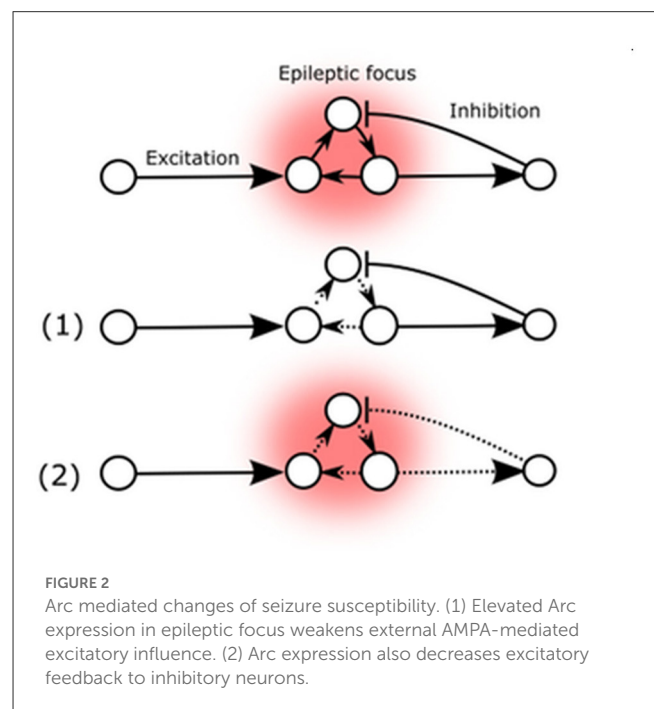 Epileptic focus
Inhibition
Excitation
(1)
(2)
FIGURE 2
Arc mediated changes of seizure susceptibility. (1) Elevated Arc
expression in epileptic focus weakens external AMPA-mediated
excitatory influence. (2) Arc expression also decreases excitatory
feedback to inhibitory neurons.